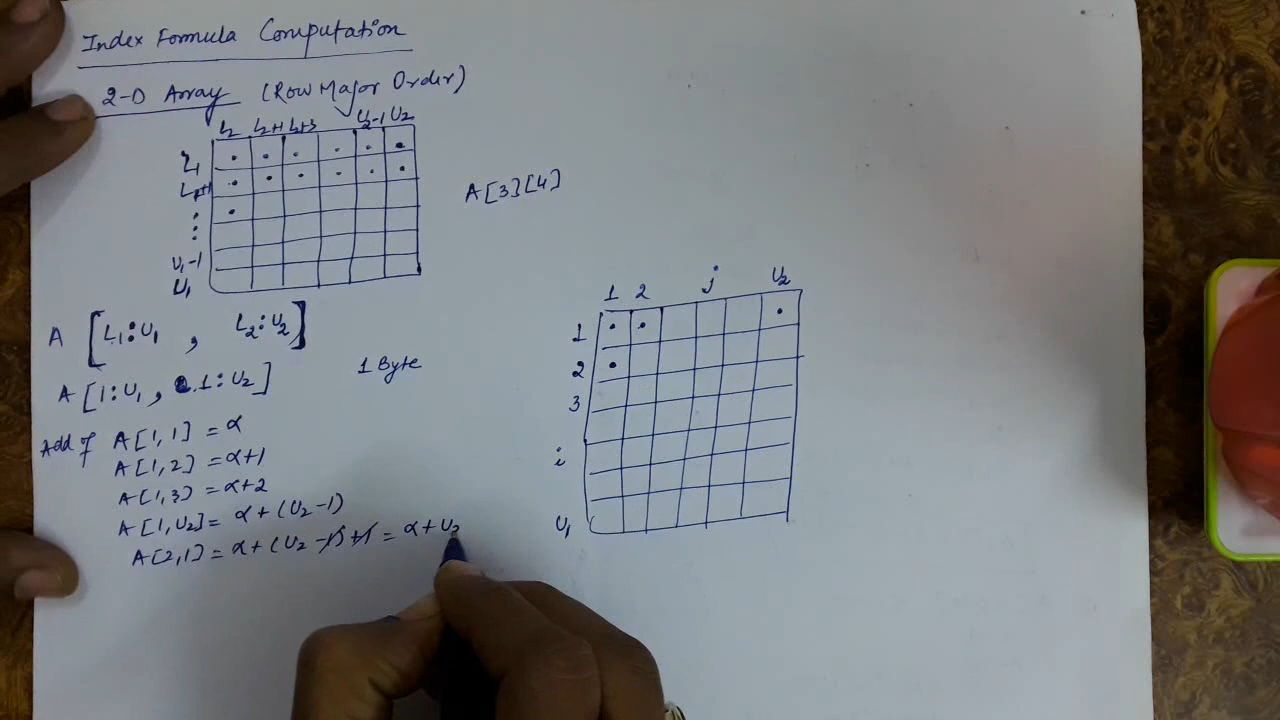 Index Formula Computation
2-D Array (Row Major Order)
L2 L2+1 L2+3 U2-1 U2
L1
L1+1
U1-1
U1
A[3][4]
A [L1:U1 , L2:U2]
A[1:U1, 1:U2]
1 Byte
Add of A[1,1] = α
A[1,2] = α+1
A[1,3) = α+2
A[1,U2] = α+(U2-1)
A[2,1] = α+(U2-1)+1 = α+U2
1 2 j U2
1
2
3
i
U1